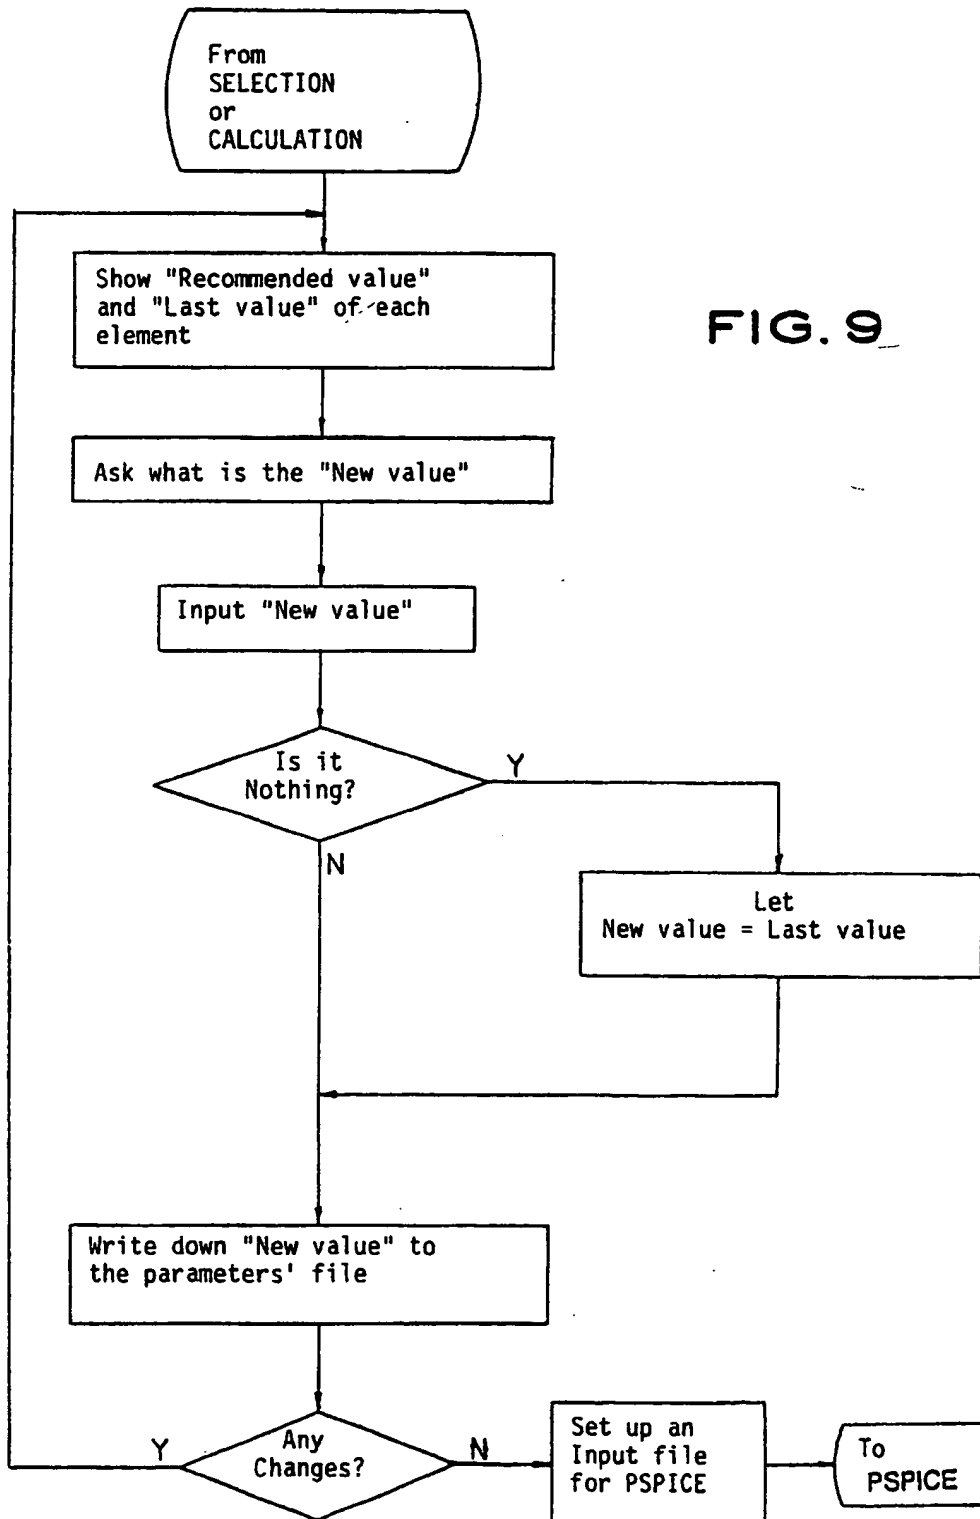 From
SELECTION
or
CALCULATION
Show "Recommended value"
and "Last value" of each
element
FIG. 9
Ask what is the "New value"
Input "New value"
Is it
Nothing?
Y
N
Let
New value = Last value
Write down "New value" to
the parameters' file
Y
Any
Changes?
N
Set up an
Input file
for PSPICE
To
PSPICE